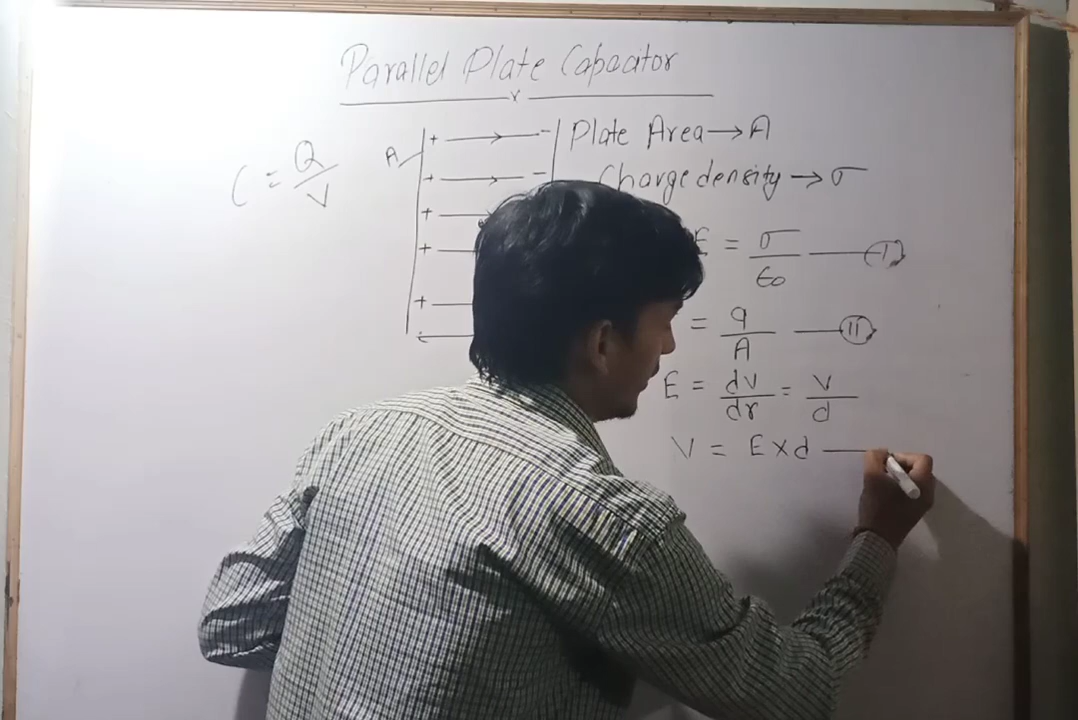 Parallel Plate Capacitor
Plate Area → A
C = Q/V
A
+ -
Charge density → σ
+ -
+
E = σ/ϵ₀ — I
+
+
= q/A — II
E = dv/dr = v/d
V = E × d —